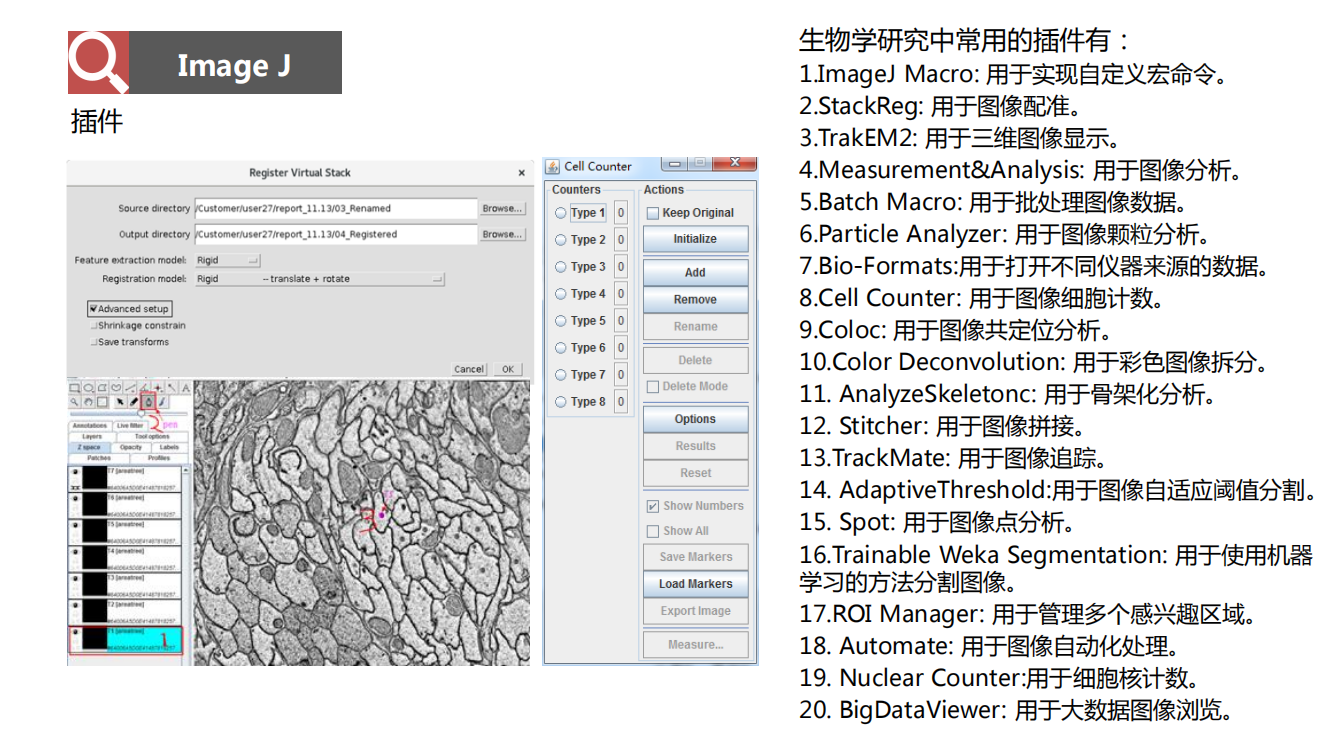 Image J
插件
Register Virtual Stack
×
Source directory /Customer/user27/report_11.13/03_Renamed Browse...
Output directory /Customer/user27/report_11.13/04_Registered Browse...
Feature extraction model: Rigid
Registration model: Rigid -- translate + rotate
Advanced setup
Shrinkage constrain
Save transforms
Cancel OK
A
2 pen
Annotations Live filter
Layers Tool options
Z space Opacity Labels
Patches Profiles
T7 [areatree]
T6 [areatree]
T5 [areatree]
T4 [areatree]
T3 [areatree]
T2 [areatree]
T1 [areatree]
1
3
Cell Counter
Counters
Type 1 0
Type 2 0
Type 3 0
Type 4 0
Type 5 0
Type 6 0
Type 7 0
Type 8 0
Actions
Keep Original
Initialize
Add
Remove
Rename
Delete
Delete Mode
Options
Results
Reset
Show Numbers
Show All
Save Markers
Load Markers
Export Image
Measure...
生物学研究中常用的插件有：
1.ImageJ Macro: 用于实现自定义宏命令。
2.StackReg: 用于图像配准。
3.TrakEM2: 用于三维图像显示。
4.Measurement&Analysis: 用于图像分析。
5.Batch Macro: 用于批处理图像数据。
6.Particle Analyzer: 用于图像颗粒分析。
7.Bio-Formats:用于打开不同仪器来源的数据。
8.Cell Counter: 用于图像细胞计数。
9.Coloc: 用于图像共定位分析。
10.Color Deconvolution: 用于彩色图像拆分。
11. AnalyzeSkeletonc: 用于骨架化分析。
12. Stitcher: 用于图像拼接。
13.TrackMate: 用于图像追踪。
14. AdaptiveThreshold:用于图像自适应阈值分割。
15. Spot: 用于图像点分析。
16.Trainable Weka Segmentation: 用于使用机器
学习的方法分割图像。
17.ROI Manager: 用于管理多个感兴趣区域。
18. Automate: 用于图像自动化处理。
19. Nuclear Counter:用于细胞核计数。
20. BigDataViewer: 用于大数据图像浏览。